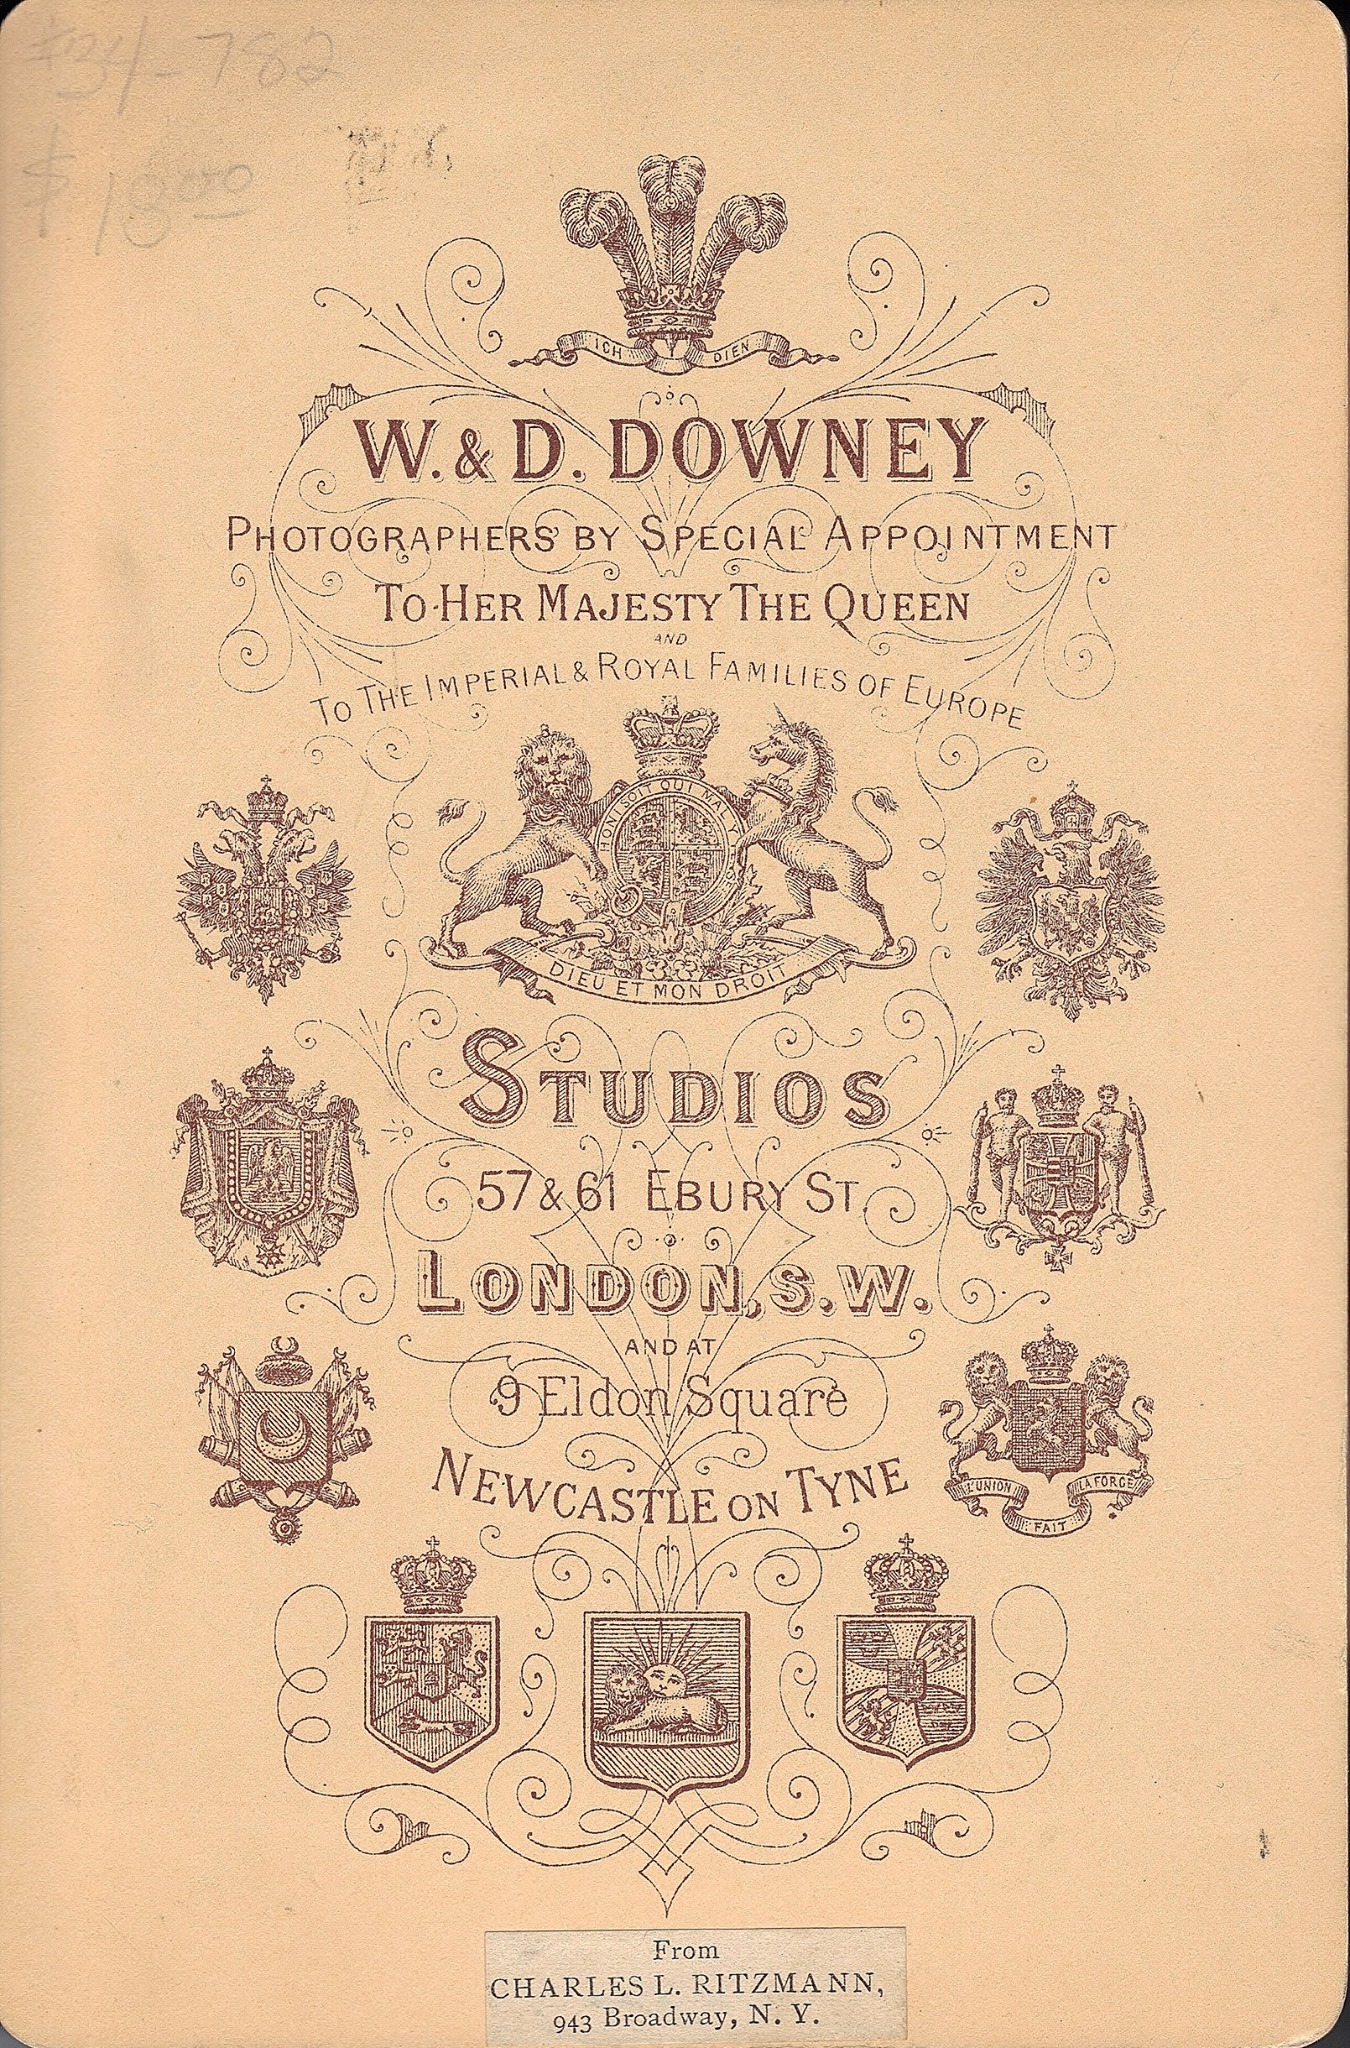 #34-782
$18.00
ICH DIEN
W. & D. DOWNEY
PHOTOGRAPHERS BY SPECIAL APPOINTMENT
TO HER MAJESTY THE QUEEN
AND
TO THE IMPERIAL & ROYAL FAMILIES OF EUROPE
HONI SOIT QUI MAL Y
DIEU ET MON DROIT
STUDIOS
57 & 61 EBURY ST.
LONDON, S.W.
AND AT
9 Eldon Square
NEWCASTLE ON TYNE
L'UNION FAIT LA FORCE
From
CHARLES L. RITZMANN,
943 Broadway, N. Y.